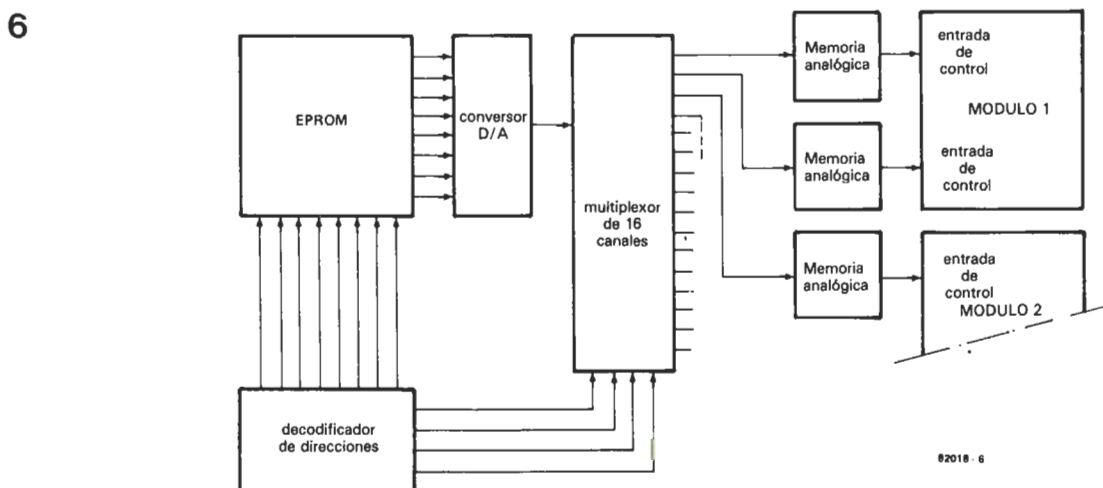 6
EPROM
conversor
D/A
multiplexor
de 16
canales
Memoria
analógica
entrada
de
control
MODULO 1
Memoria
analógica
entrada
de
control
Memoria
analógica
entrada
de
control
MODULO 2
decodificador
de direcciones
82018 - 6